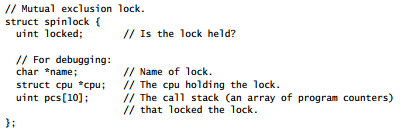 // Mutual exclusion lock.
struct spinlock {
  uint locked;       // Is the lock held?

  // For debugging:
  char *name;        // Name of lock.
  struct cpu *cpu;   // The cpu holding the lock.
  uint pcs[10];      // The call stack (an array of program counters)
                     // that locked the lock.
};